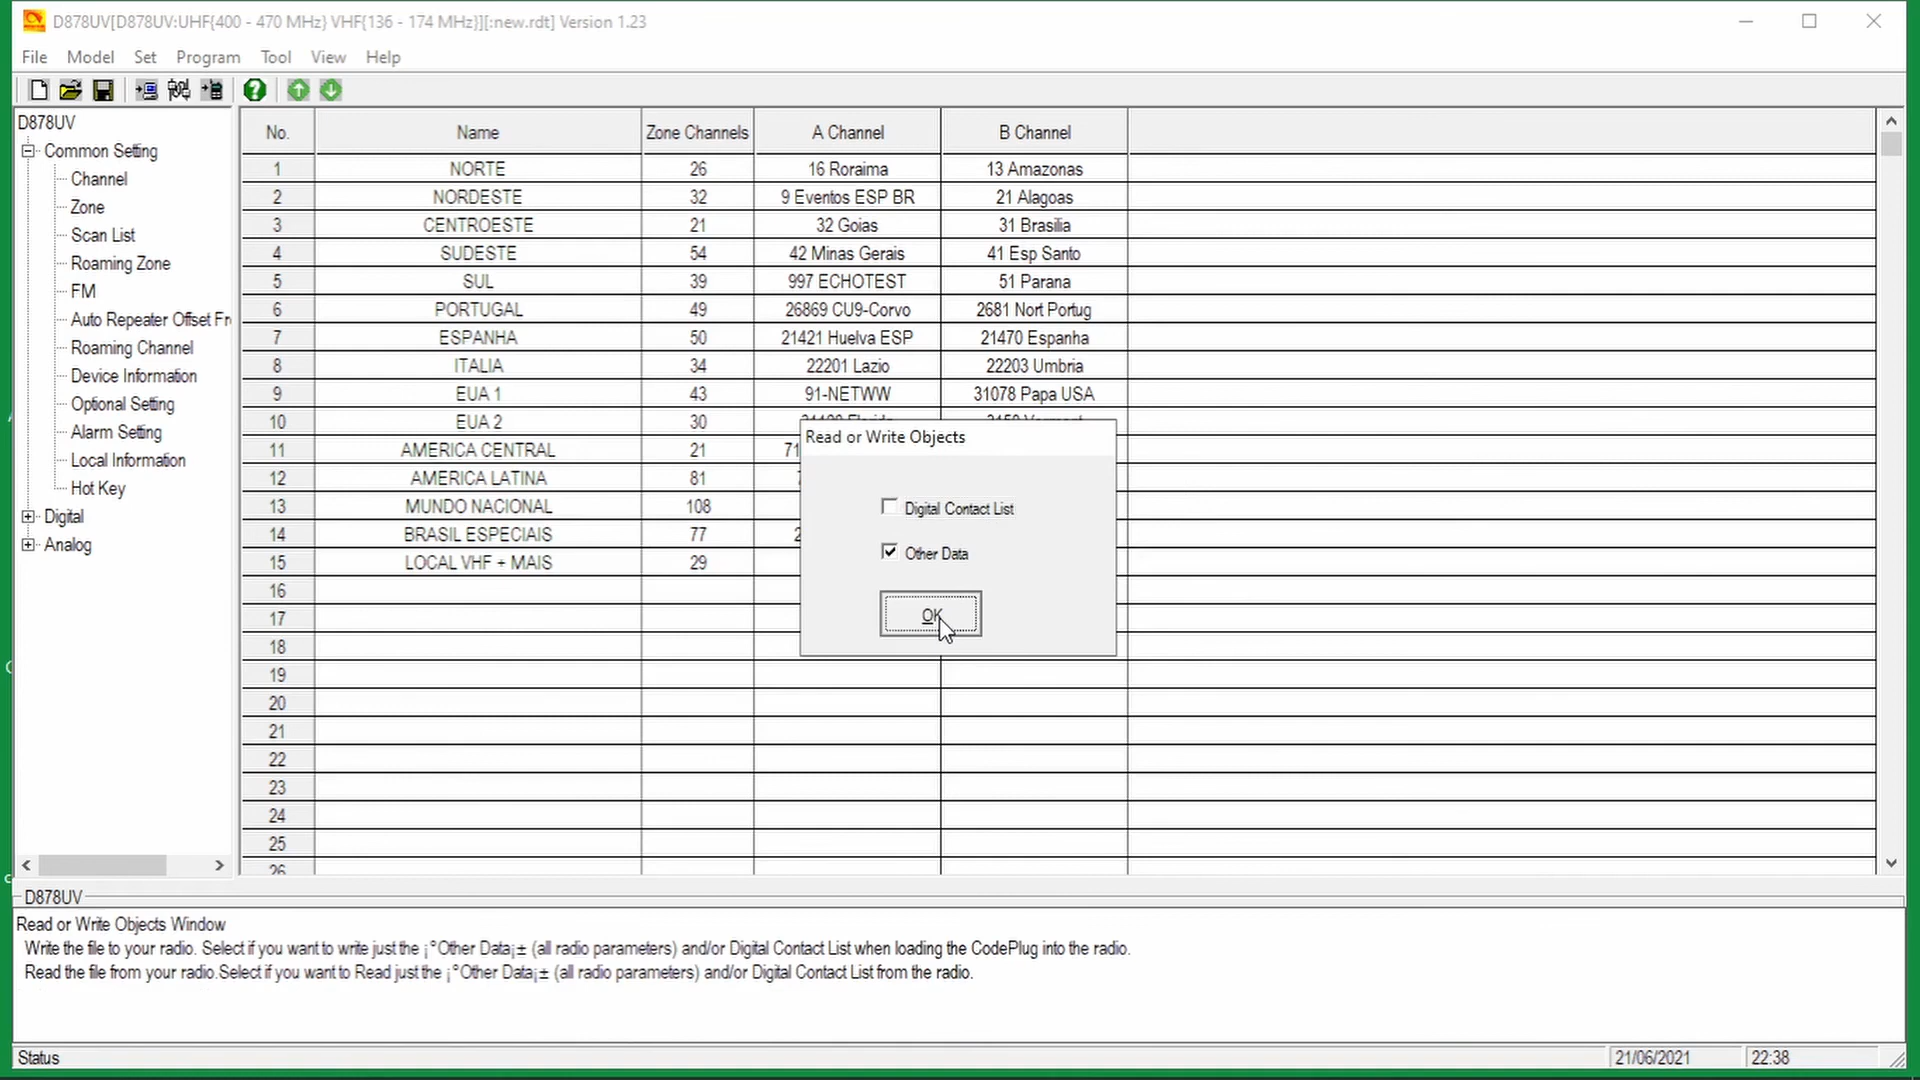 D878UV[D878UV:UHF{400 - 470 MHz} VHF{136 - 174 MHz}][:new.rdt] Version 1.23
File Model Set Program Tool View Help
D878UV
Common Setting
Channel
Zone
Scan List
Roaming Zone
FM
Auto Repeater Offset Fr
Roaming Channel
Device Information
Optional Setting
Alarm Setting
Local Information
Hot Key
Digital
Analog
No. Name Zone Channels A Channel B Channel
1 NORTE 26 16 Roraima 13 Amazonas
2 NORDESTE 32 9 Eventos ESP BR 21 Alagoas
3 CENTROESTE 21 32 Goias 31 Brasilia
4 SUDESTE 54 42 Minas Gerais 41 Esp Santo
5 SUL 39 997 ECHOTEST 51 Parana
6 PORTUGAL 49 26869 CU9-Corvo 2681 Nort Portug
7 ESPANHA 50 21421 Huelva ESP 21470 Espanha
8 ITALIA 34 22201 Lazio 22203 Umbria
9 EUA 1 43 91-NETWW 31078 Papa USA
10 EUA 2 30
11 AMERICA CENTRAL 21 71
12 AMERICA LATINA 81
13 MUNDO NACIONAL 108
14 BRASIL ESPECIAIS 77 2
15 LOCAL VHF + MAIS 29
16
17
18
19
20
21
22
23
24
25
26
Read or Write Objects
Digital Contact List
Other Data
OK
D878UV
Read or Write Objects Window
Write the file to your radio. Select if you want to write just the ¡°Other Data¡± (all radio parameters) and/or Digital Contact List when loading the CodePlug into the radio.
Read the file from your radio.Select if you want to Read just the ¡°Other Data¡± (all radio parameters) and/or Digital Contact List from the radio.
Status 21/06/2021 22:38